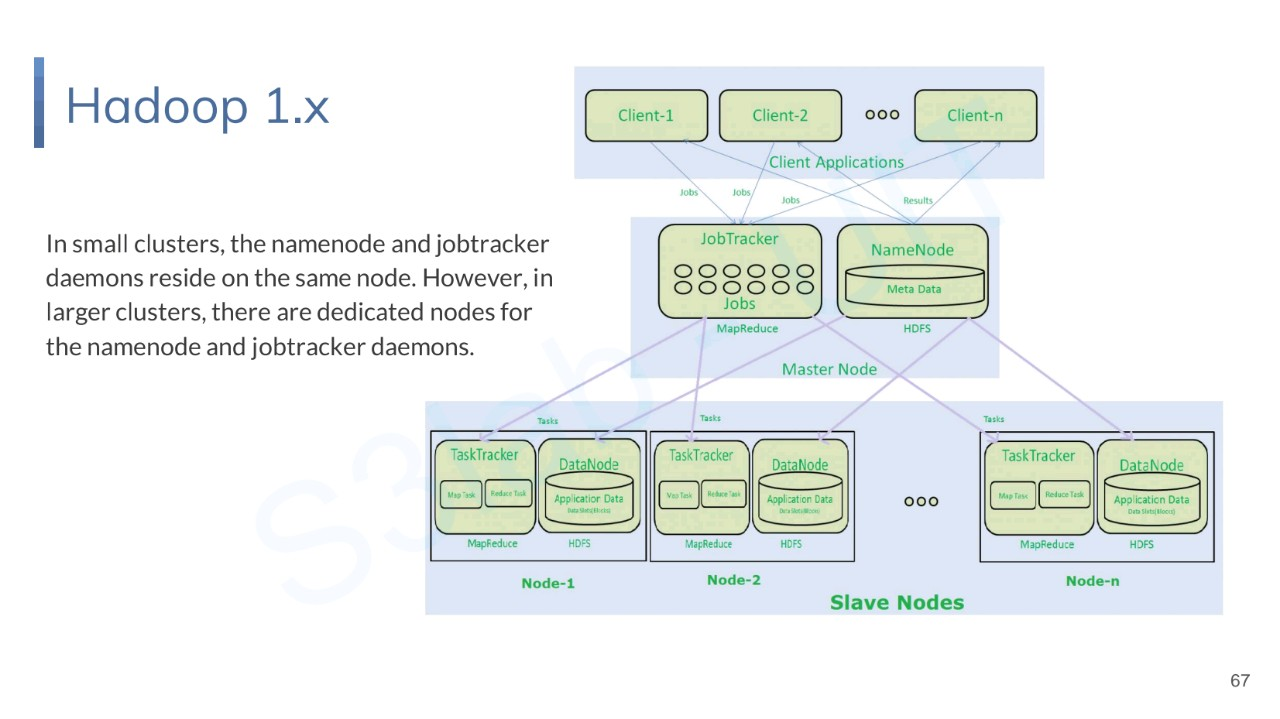 Hadoop 1.x
In small clusters, the namenode and jobtracker
daemons reside on the same node. However, in
larger clusters, there are dedicated nodes for
the namenode and jobtracker daemons.
Client-1
Client-2
Client-n
Client Applications
Jobs
Jobs
Jobs
Results
JobTracker
Jobs
MapReduce
NameNode
Meta Data
HDFS
Master Node
Tasks
Tasks
Tasks
TaskTracker
Map Task
Reduce Task
MapReduce
DataNode
Application Data
Data Slots(Blocks)
HDFS
Node-1
TaskTracker
Map Task
Reduce Task
MapReduce
DataNode
Application Data
HDFS
Node-2
TaskTracker
Map Task
Reduce Task
MapReduce
DataNode
Application Data
HDFS
Node-n
Slave Nodes
67